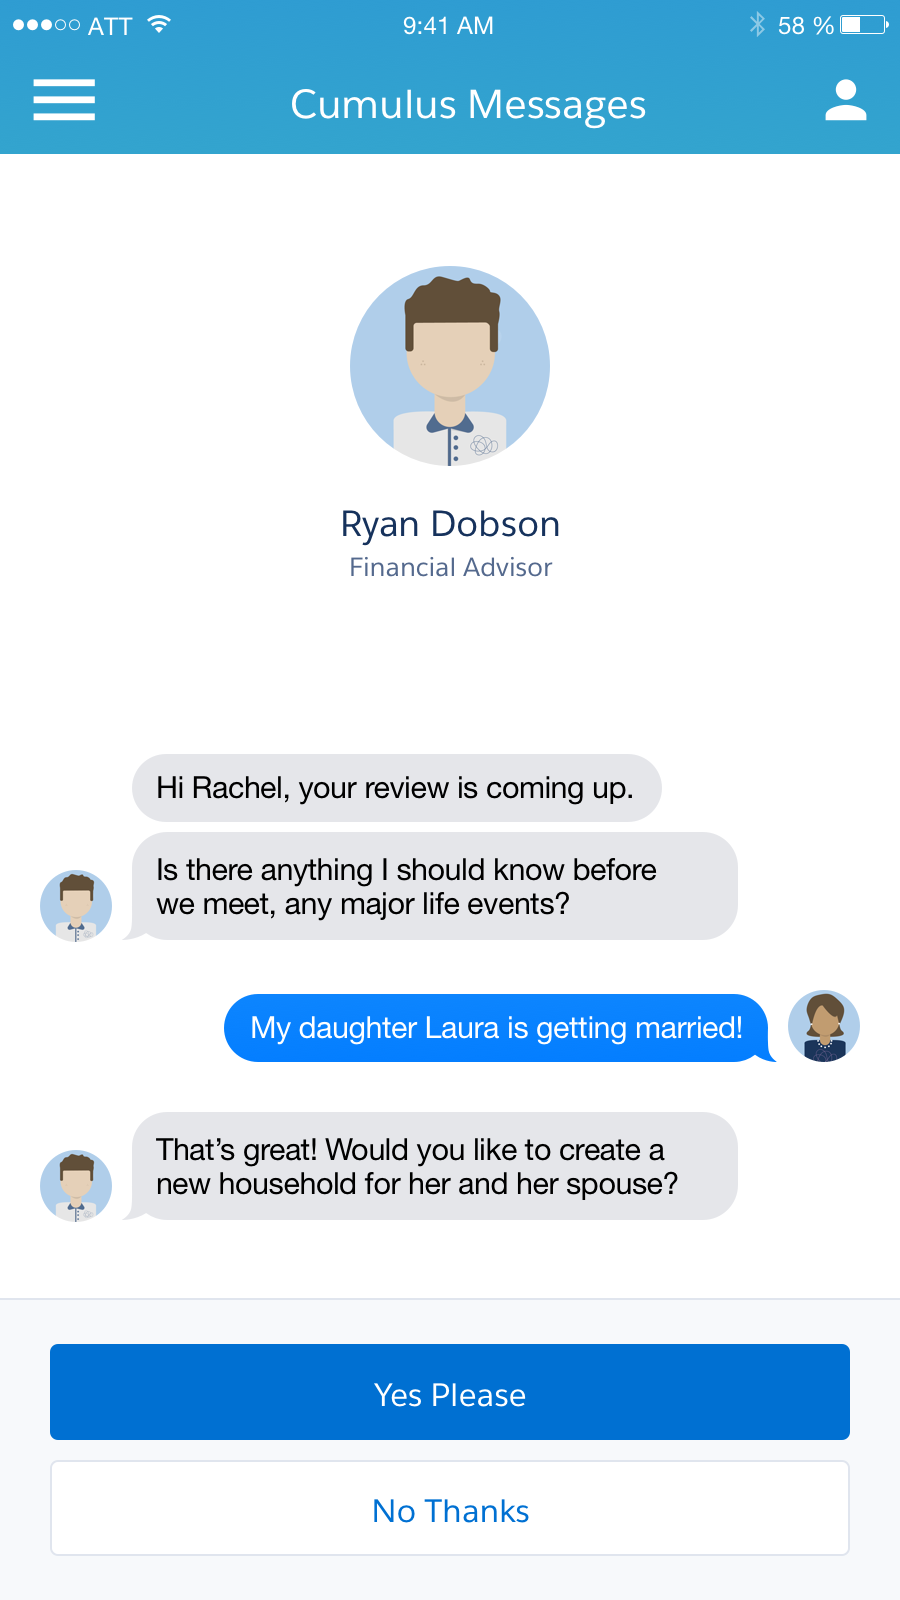 ATT 9:41 AM 58 %
Cumulus Messages
Ryan Dobson
Financial Advisor
Hi Rachel, your review is coming up.
Is there anything I should know before
we meet, any major life events?
My daughter Laura is getting married!
That’s great! Would you like to create a
new household for her and her spouse?
Yes Please
No Thanks